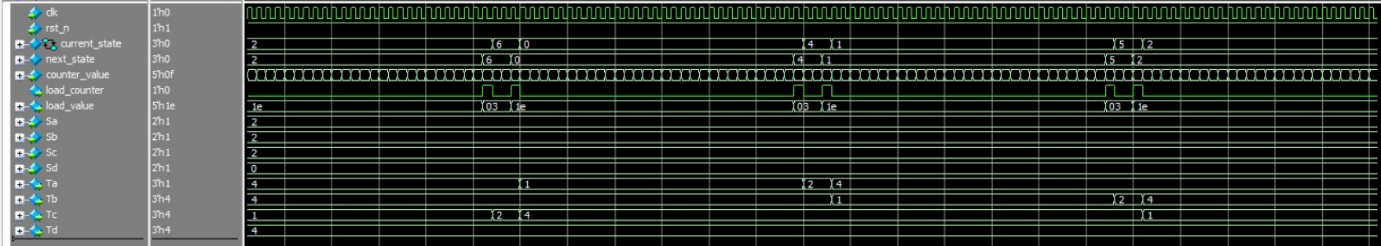 clk 1'h0
rst_n 1'h1
current_state 3'h0 2 6 0 4 1 5 2
next_state 3'h0 2 6 0 4 1 5 2
counter_value 5'h0f
load_counter 1'h0
load_value 5'h1e 1e 03 1e 03 1e 03 1e
Sa 2'h1 2
Sb 2'h1 2
Sc 2'h1 2
Sd 2'h1 0
Ta 3'h1 4 1 2 4
Tb 3'h4 4 1 2 4
Tc 3'h4 1 2 4 1
Td 3'h4 4